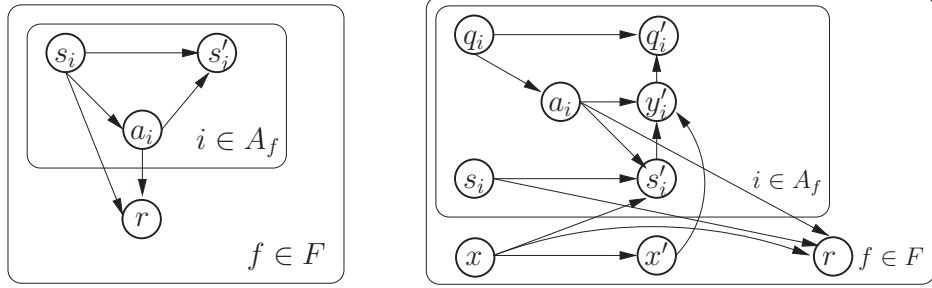 s_i s'_i
a_i
i ∈ A_f
r
f ∈ F
q_i q'_i
a_i y'_i
s_i s'_i i ∈ A_f
x x' r f ∈ F